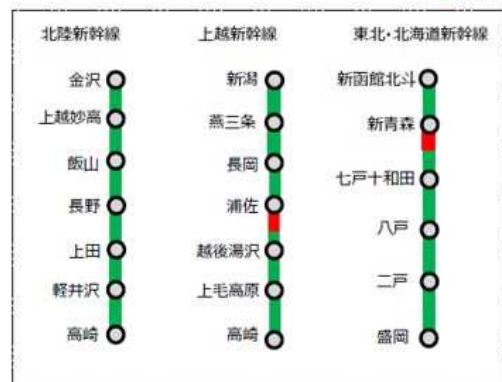 北陸新幹線
金沢
上越妙高
飯山
長野
上田
軽井沢
高崎
上越新幹線
新潟
燕三条
長岡
浦佐
越後湯沢
上毛高原
高崎
東北・北海道新幹線
新函館北斗
新青森
七戸十和田
八戸
二戸
盛岡